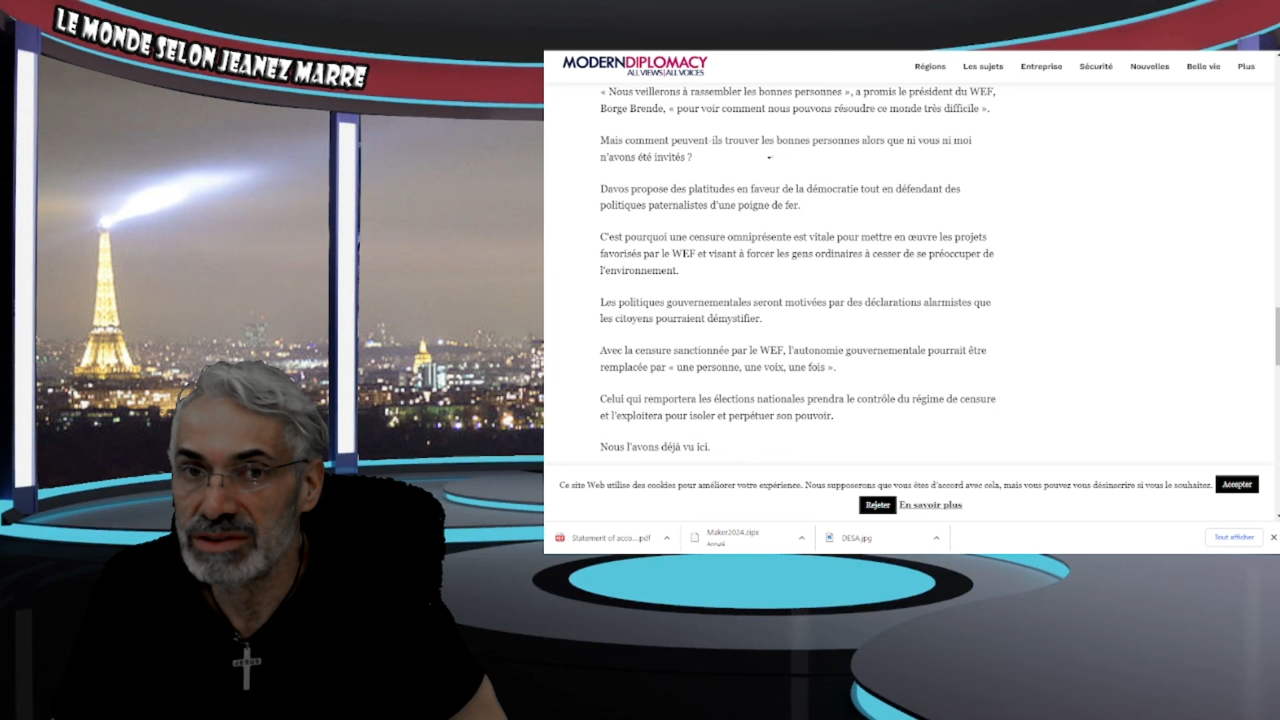 LE MONDE SELON JEANEZ MARRE
MODERNDIPLOMACY
ALL VIEWS|ALL VOICES
Régions Les sujets Entreprise Sécurité Nouvelles Belle vie Plus
« Nous veillerons à rassembler les bonnes personnes », a promis le président du WEF,
Borge Brende, « pour voir comment nous pouvons résoudre ce monde très difficile ».
Mais comment peuvent-ils trouver les bonnes personnes alors que ni vous ni moi
n'avons été invités ?
Davos propose des platitudes en faveur de la démocratie tout en défendant des
politiques paternalistes d'une poigne de fer.
C'est pourquoi une censure omniprésente est vitale pour mettre en œuvre les projets
favorisés par le WEF et visant à forcer les gens ordinaires à cesser de se préoccuper de
l'environnement.
Les politiques gouvernementales seront motivées par des déclarations alarmistes que
les citoyens pourraient démystifier.
Avec la censure sanctionnée par le WEF, l'autonomie gouvernementale pourrait être
remplacée par « une personne, une voix, une fois ».
Celui qui remportera les élections nationales prendra le contrôle du régime de censure
et l'exploitera pour isoler et perpétuer son pouvoir.
Nous l'avons déjà vu ici.
Ce site Web utilise des cookies pour améliorer votre expérience. Nous supposerons que vous êtes d'accord avec cela, mais vous pouvez vous désinscrire si vous le souhaitez. Accepter
Rejeter En savoir plus
Statement of acco....pdf Maker2024.zipx DESA.jpg Tout afficher
Annulé
JESUS